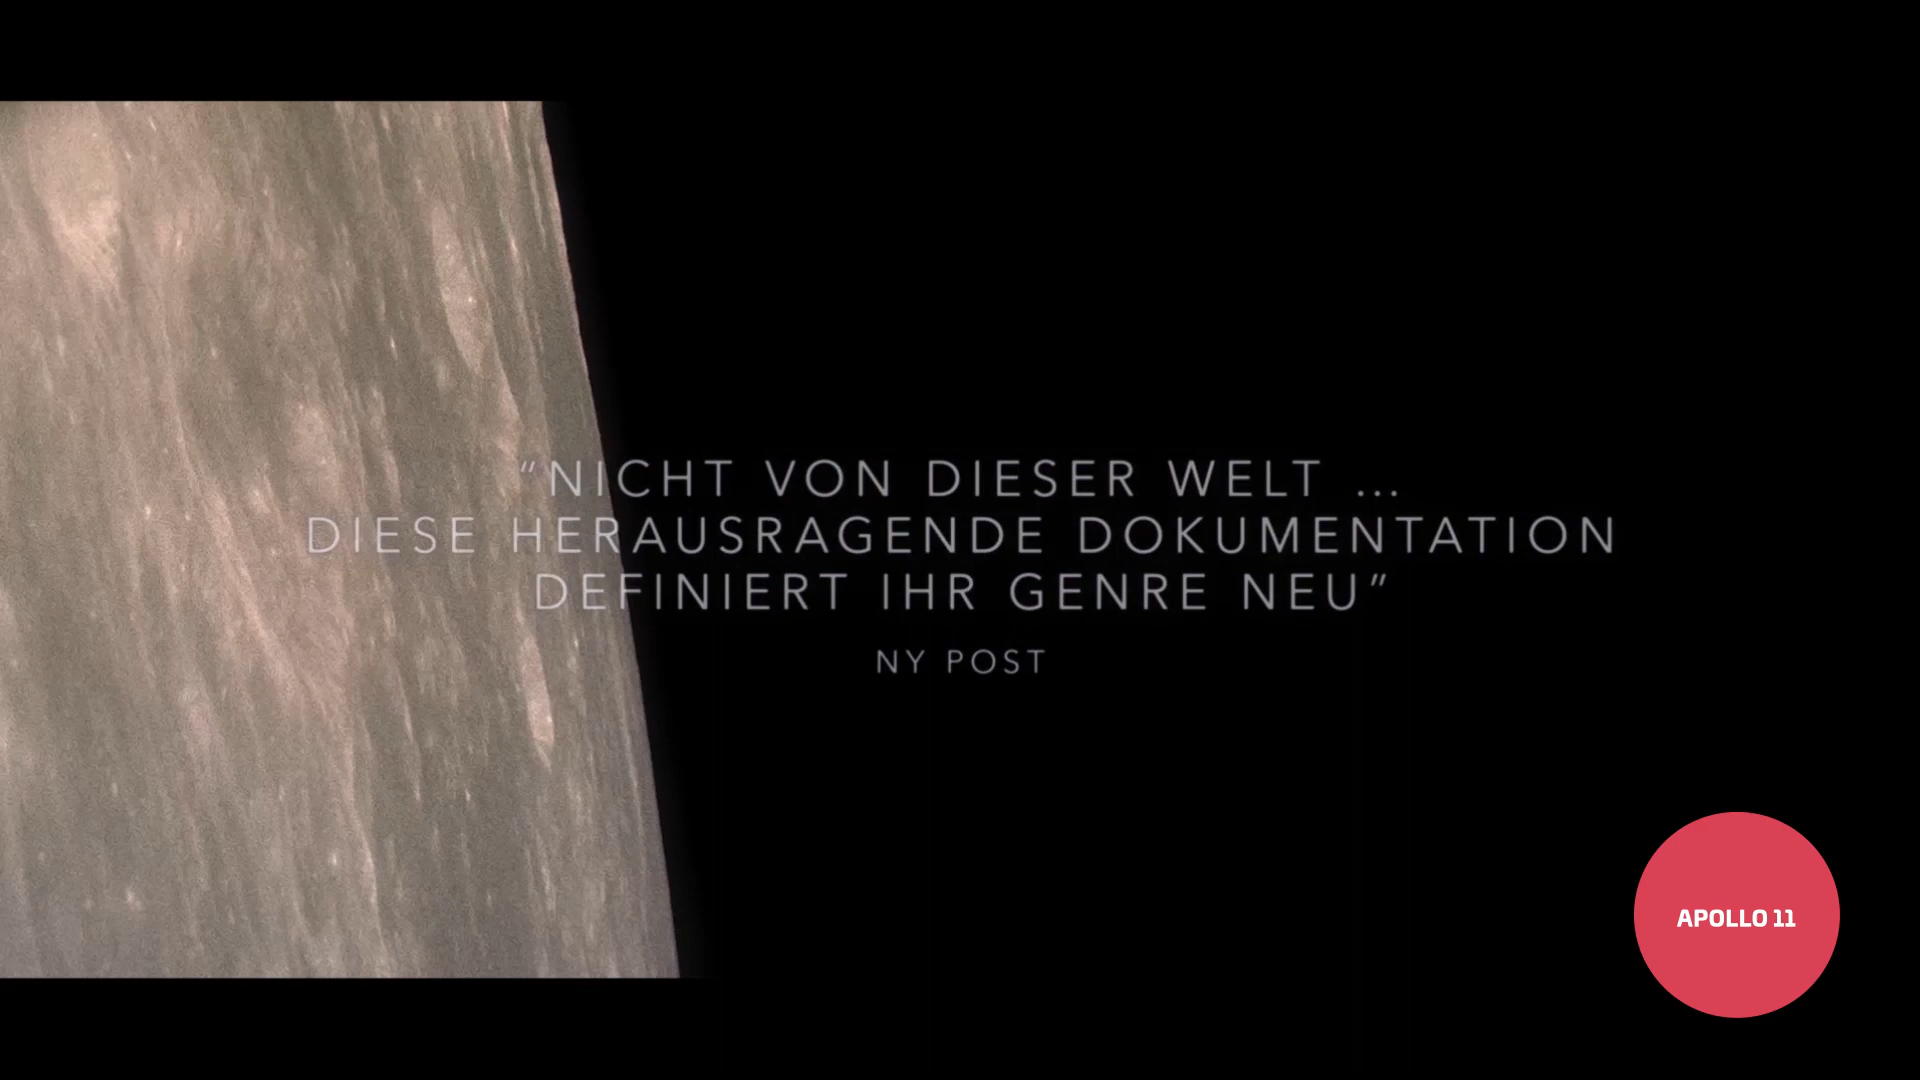 “NICHT VON DIESER WELT ...
DIESE HERAUSRAGENDE DOKUMENTATION
DEFINIERT IHR GENRE NEU”
NY POST
APOLLO 11